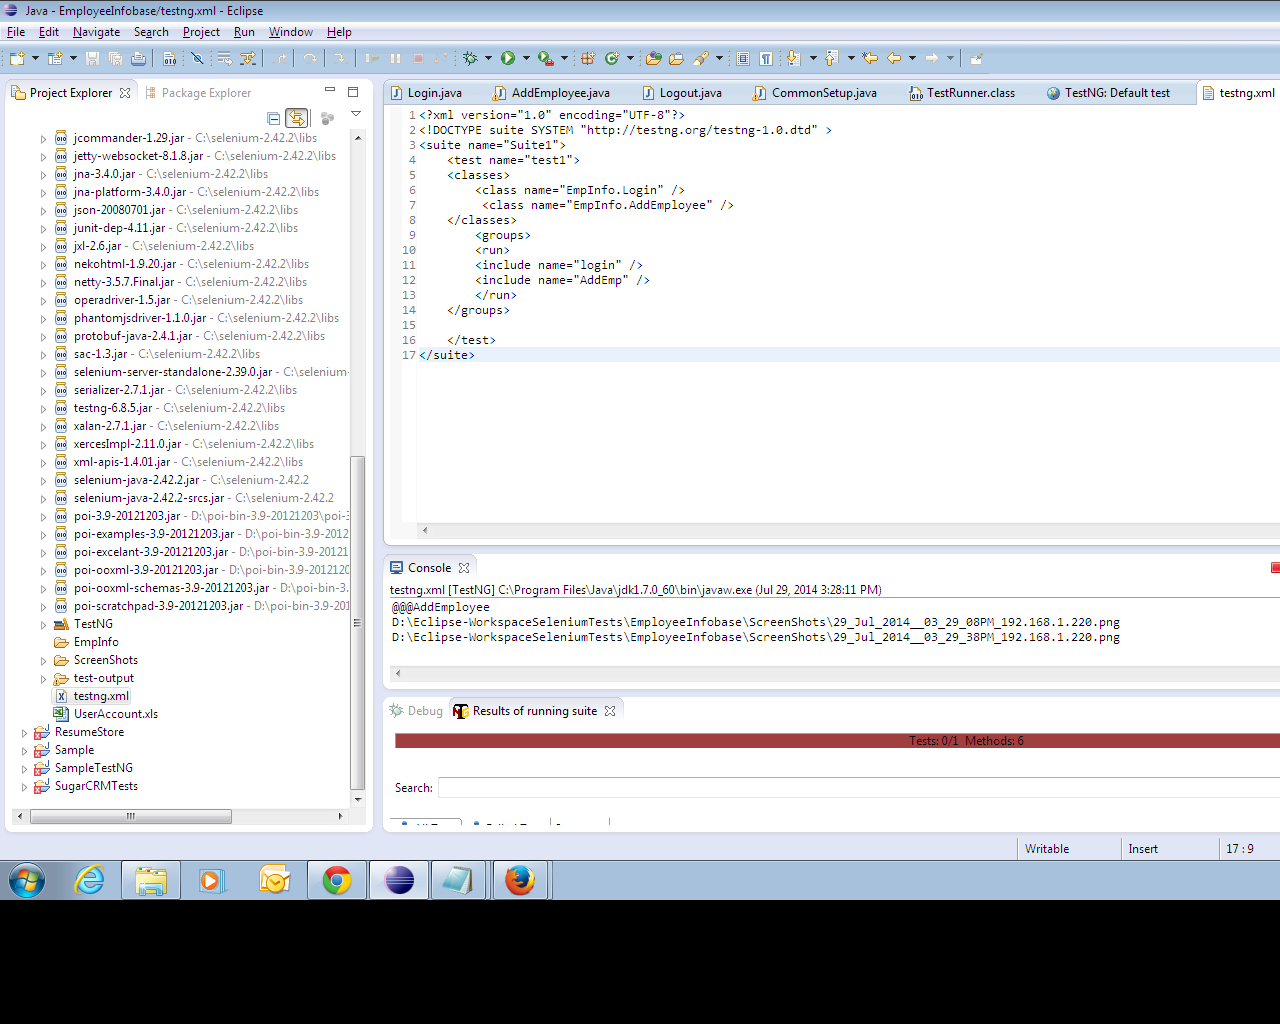 Java - EmployeeInfobase/testng.xml - Eclipse
File Edit Navigate Search Project Run Window Help
Project Explorer Package Explorer
jcommander-1.29.jar - C:\selenium-2.42.2\libs
jetty-websocket-8.1.8.jar - C:\selenium-2.42.2\libs
jna-3.4.0.jar - C:\selenium-2.42.2\libs
jna-platform-3.4.0.jar - C:\selenium-2.42.2\libs
json-20080701.jar - C:\selenium-2.42.2\libs
junit-dep-4.11.jar - C:\selenium-2.42.2\libs
jxl-2.6.jar - C:\selenium-2.42.2\libs
nekohtml-1.9.20.jar - C:\selenium-2.42.2\libs
netty-3.5.7.Final.jar - C:\selenium-2.42.2\libs
operadriver-1.5.jar - C:\selenium-2.42.2\libs
phantomjsdriver-1.1.0.jar - C:\selenium-2.42.2\libs
protobuf-java-2.4.1.jar - C:\selenium-2.42.2\libs
sac-1.3.jar - C:\selenium-2.42.2\libs
selenium-server-standalone-2.39.0.jar - C:\selenium-
serializer-2.7.1.jar - C:\selenium-2.42.2\libs
testng-6.8.5.jar - C:\selenium-2.42.2\libs
xalan-2.7.1.jar - C:\selenium-2.42.2\libs
xercesImpl-2.11.0.jar - C:\selenium-2.42.2\libs
xml-apis-1.4.01.jar - C:\selenium-2.42.2\libs
selenium-java-2.42.2.jar - C:\selenium-2.42.2
selenium-java-2.42.2-srcs.jar - C:\selenium-2.42.2
poi-3.9-20121203.jar - D:\poi-bin-3.9-20121203\poi-3
poi-examples-3.9-20121203.jar - D:\poi-bin-3.9-2012
poi-excelant-3.9-20121203.jar - D:\poi-bin-3.9-20121
poi-ooxml-3.9-20121203.jar - D:\poi-bin-3.9-2012120
poi-ooxml-schemas-3.9-20121203.jar - D:\poi-bin-3.
poi-scratchpad-3.9-20121203.jar - D:\poi-bin-3.9-201
TestNG
EmpInfo
ScreenShots
test-output
testng.xml
UserAccount.xls
ResumeStore
Sample
SampleTestNG
SugarCRMTests
Login.java AddEmployee.java Logout.java CommonSetup.java TestRunner.class TestNG: Default test testng.xml
1 <?xml version="1.0" encoding="UTF-8"?>
2 <!DOCTYPE suite SYSTEM "http://testng.org/testng-1.0.dtd" >
3 <suite name="Suite1">
4 <test name="test1">
5 <classes>
6 <class name="EmpInfo.Login" />
7 <class name="EmpInfo.AddEmployee" />
8 </classes>
9 <groups>
10 <run>
11 <include name="login" />
12 <include name="AddEmp" />
13 </run>
14 </groups>
15
16 </test>
17 </suite>
Console
testng.xml [TestNG] C:\Program Files\Java\jdk1.7.0_60\bin\javaw.exe (Jul 29, 2014 3:28:11 PM)
@@@AddEmployee
D:\Eclipse-WorkspaceSeleniumTests\EmployeeInfobase\ScreenShots\29_Jul_2014__03_29_08PM_192.168.1.220.png
D:\Eclipse-WorkspaceSeleniumTests\EmployeeInfobase\ScreenShots\29_Jul_2014__03_29_38PM_192.168.1.220.png
Debug Results of running suite
Tests: 0/1 Methods: 6
Search:
Writable Insert 17 : 9